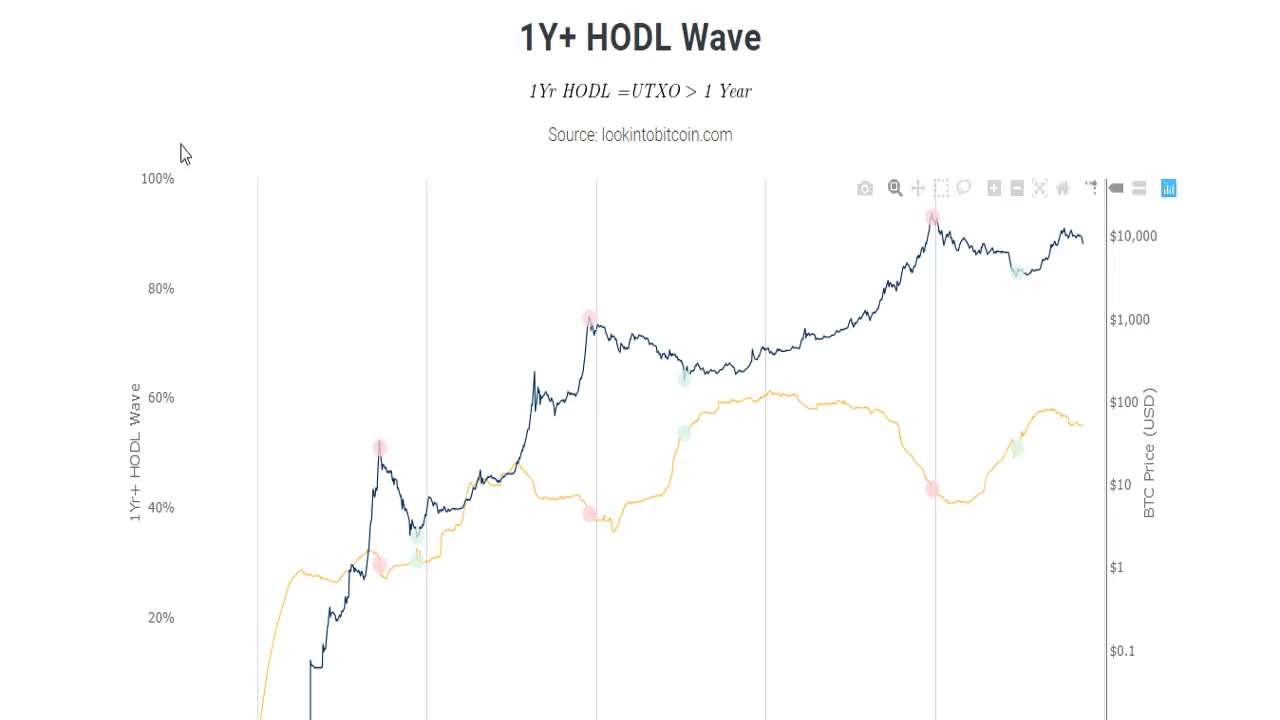 1Y+ HODL Wave
1Yr HODL =UTXO > 1 Year
Source: lookintobitcoin.com
100%
80%
60%
40%
20%
1Yr+ HODL Wave
$10,000
$1,000
$100
$10
$1
$0.1
BTC Price (USD)